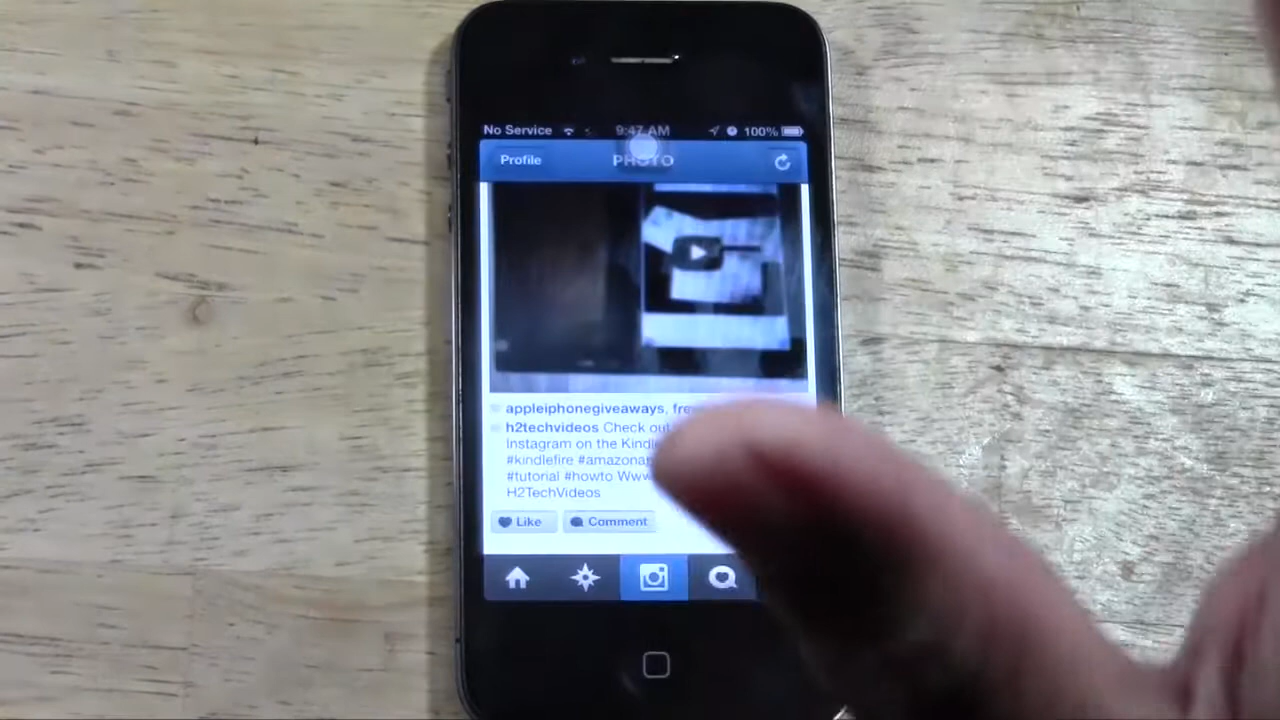 No Service 9:47 AM 100%
Profile PHOTO
appleiphonegiveaways,
h2techvideos Check out
Instagram on the Kindle
#kindlefire
#tutorial #howto
H2TechVideos
Like Comment